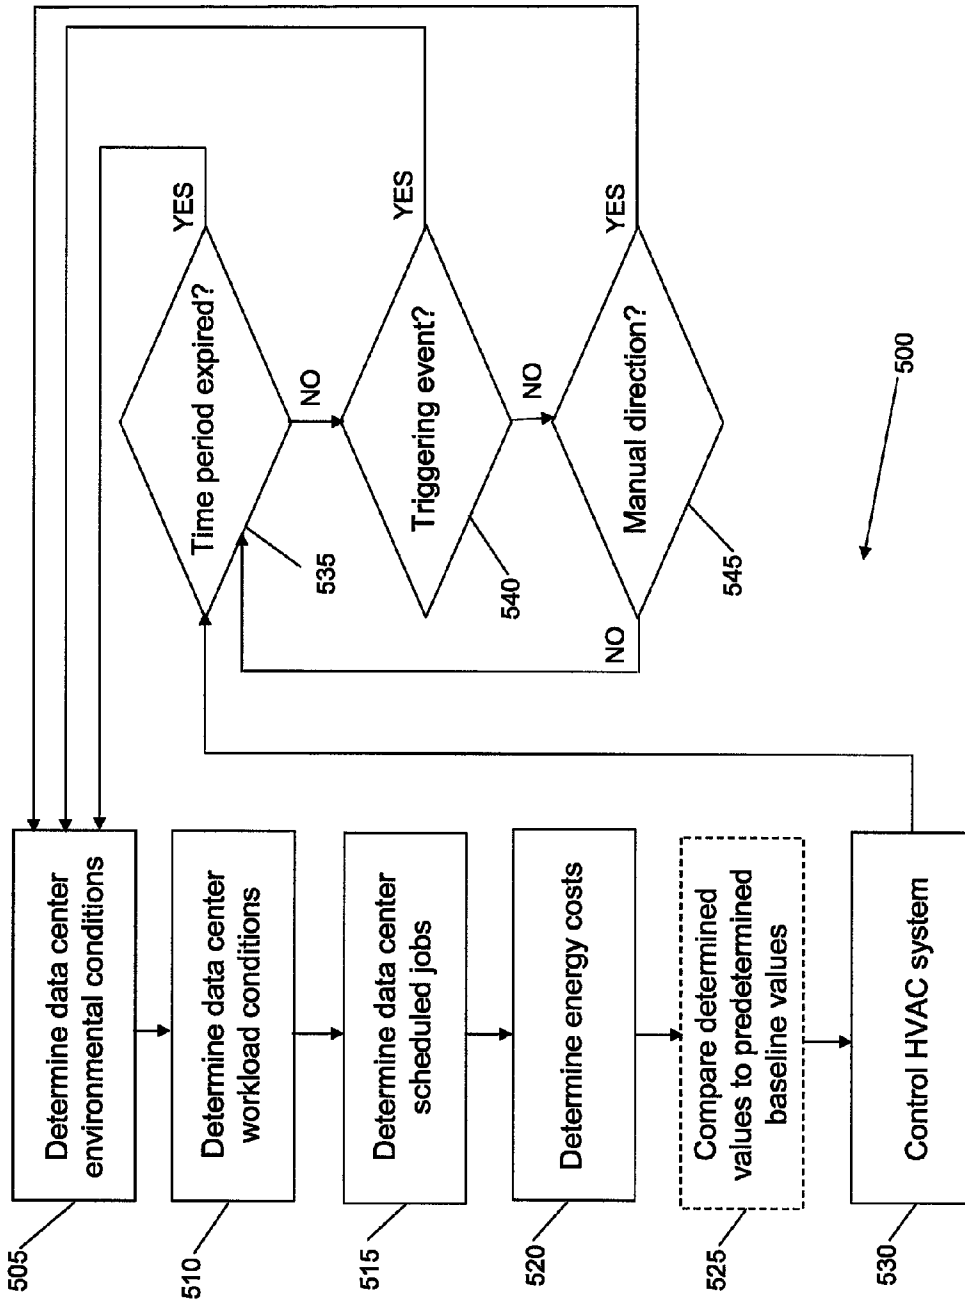 505
Determine data center
environmental conditions
510
Determine data center
workload conditions
515
Determine data center
scheduled jobs
520
Determine energy costs
525
Compare determined
values to predetermined
baseline values
530
Control HVAC system
Time period expired?
YES
NO
535
Triggering event?
YES
NO
540
Manual direction?
YES
NO
545
500